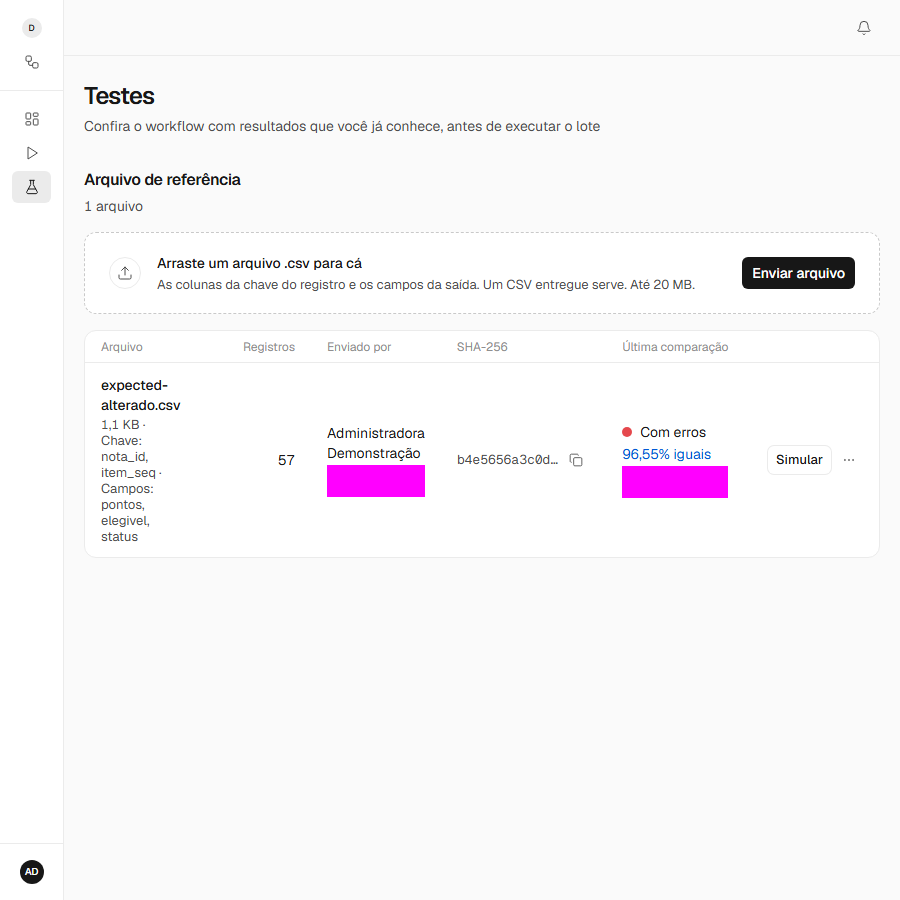 D
Testes
Confira o workflow com resultados que você já conhece, antes de executar o lote
Arquivo de referência
1 arquivo
Arraste um arquivo .csv para cá
As colunas da chave do registro e os campos da saída. Um CSV entregue serve. Até 20 MB.
Enviar arquivo
Arquivo
Registros
Enviado por
SHA-256
Última comparação
expected-
alterado.csv
1,1 KB ·
Chave:
nota_id,
item_seq ·
Campos:
pontos,
elegivel,
status
57
Administradora
Demonstração
b4e5656a3c0d…
Com erros
96,55% iguais
Simular
AD